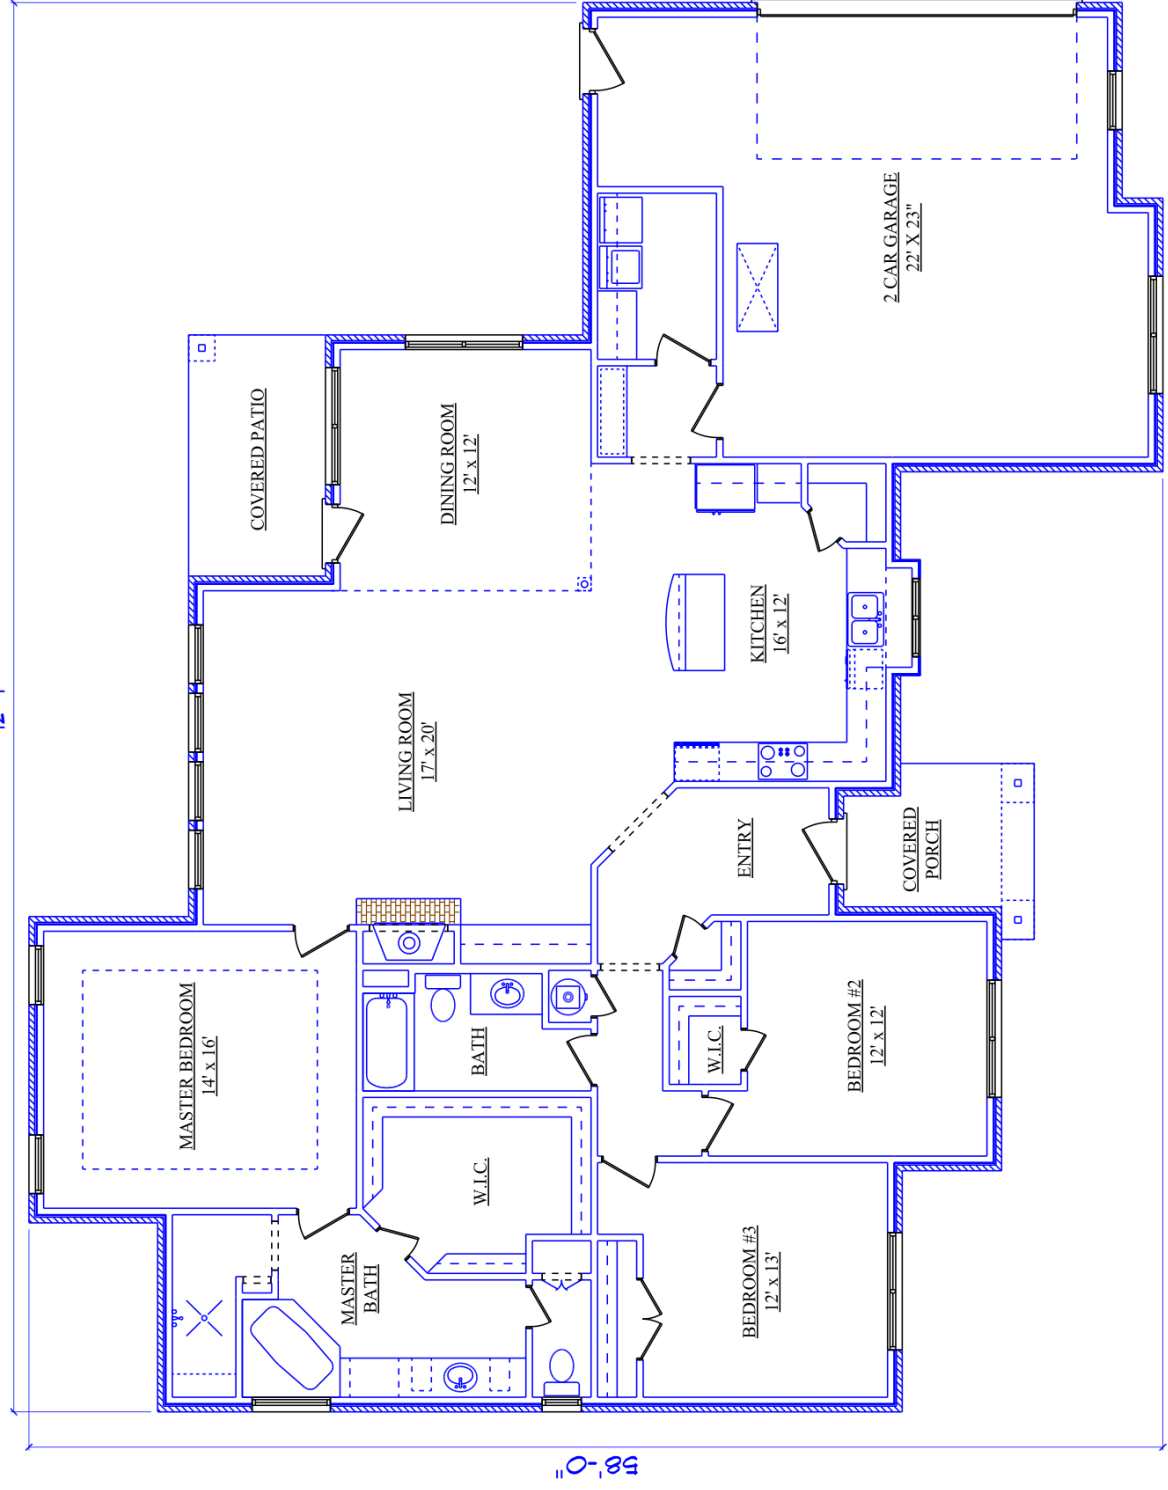 2 CAR GARAGE
22' X 23"
COVERED PATIO
DINING ROOM
12' x 12'
KITCHEN
16' x 12'
LIVING ROOM
17' x 20'
ENTRY
COVERED
PORCH
MASTER BEDROOM
14' x 16'
BATH
W.I.C.
BEDROOM #2
12' x 12'
W.I.C.
MASTER
BATH
BEDROOM #3
12' x 13'
58'-0"